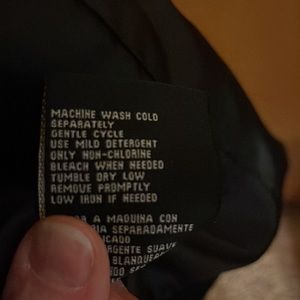 MACHINE WASH COLD
SEPARATELY
GENTLE CYCLE
USE MILD DETERGENT
ONLY NON-CHLORINE
BLEACH WHEN NEEDED
TUMBLE DRY LOW
REMOVE PROMPTLY
LOW IRON IF NEEDED
A MAQUINA CON
SEPARADAMENTE
SUAVE